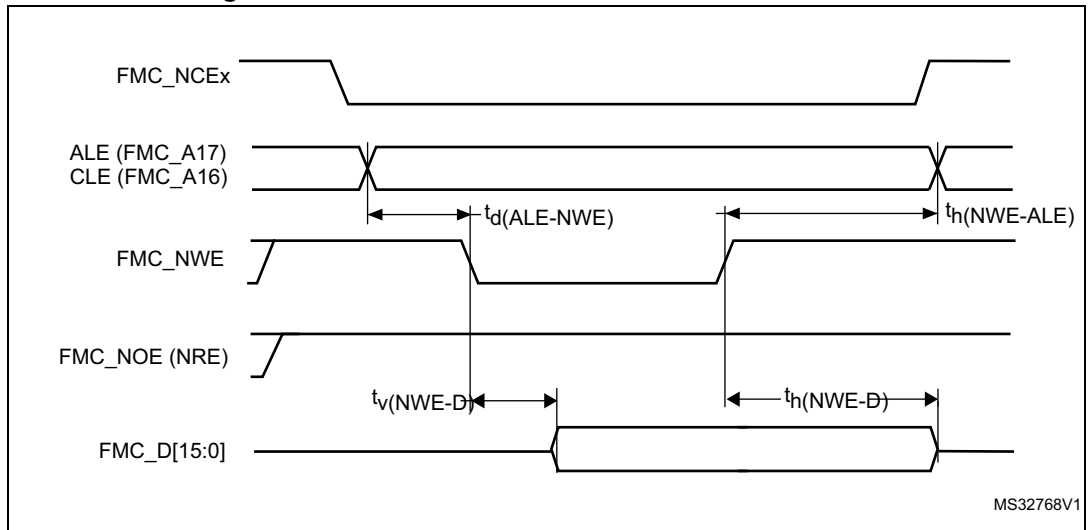 FMC_NCEx
ALE (FMC_A17)
CLE (FMC_A16)
td(ALE-NWE)
th(NWE-ALE)
FMC_NWE
FMC_NOE (NRE)
tv(NWE-D)
th(NWE-D)
FMC_D[15:0]
MS32768V1